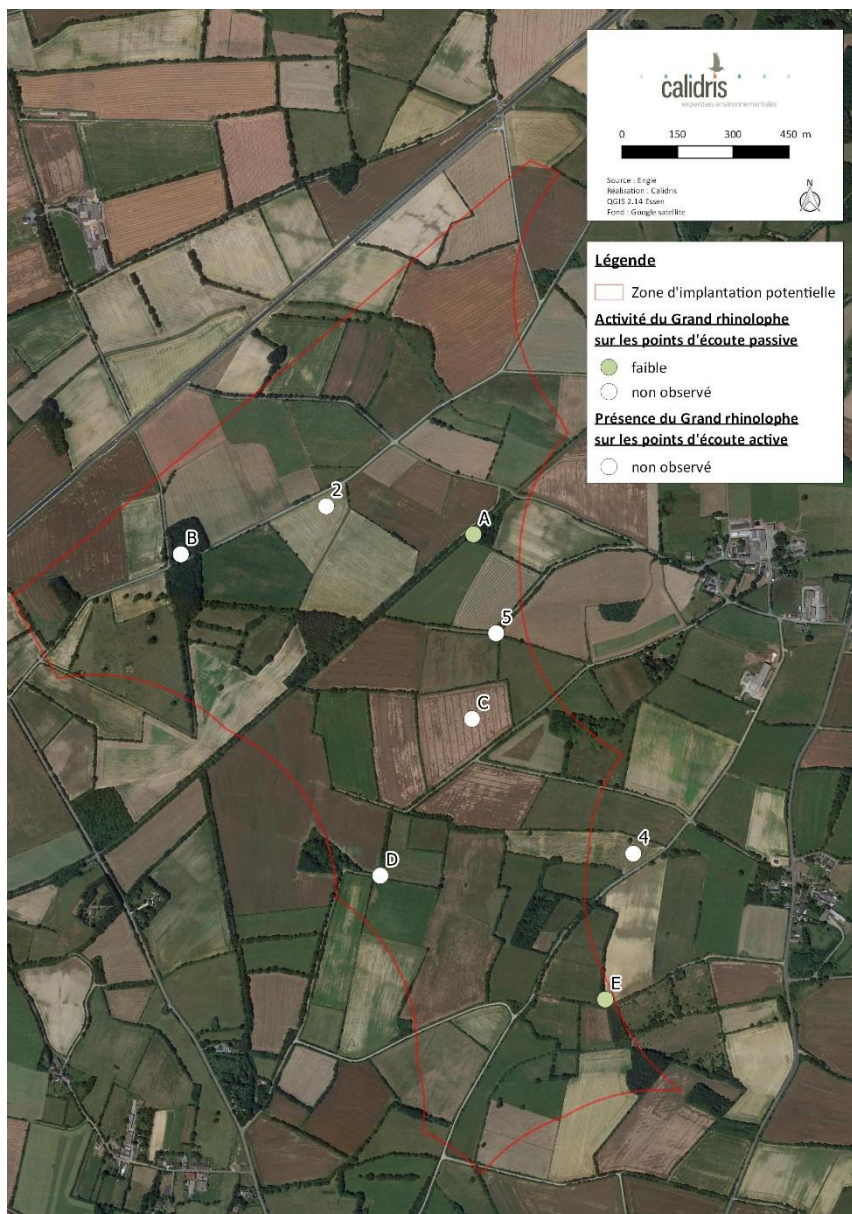 calidris
expertises environnementales
0 150 300 450 m
Source : Engie
Réalisation : Calidris
QGIS 2.14 Essen
Fond : Google satellite
N
Légende
Zone d'implantation potentielle
Activité du Grand rhinolophe
sur les points d'écoute passive
faible
non observé
Présence du Grand rhinolophe
sur les points d'écoute active
non observé
2
A
B
5
C
4
D
E